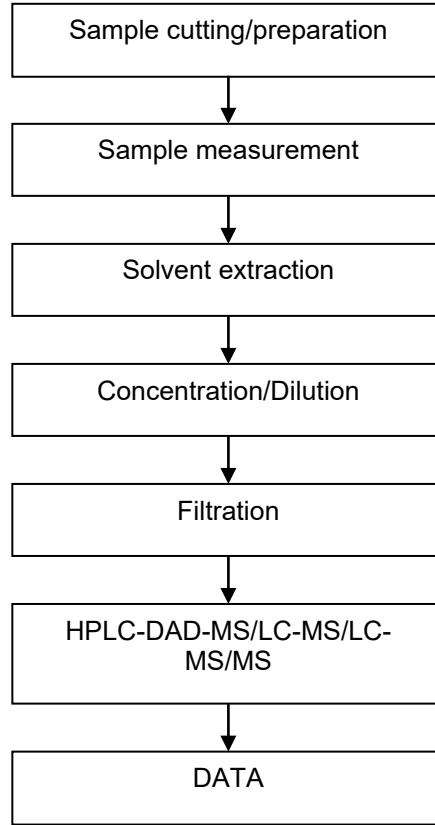 Sample cutting/preparation
Sample measurement
Solvent extraction
Concentration/Dilution
Filtration
HPLC-DAD-MS/LC-MS/LC-
MS/MS
DATA